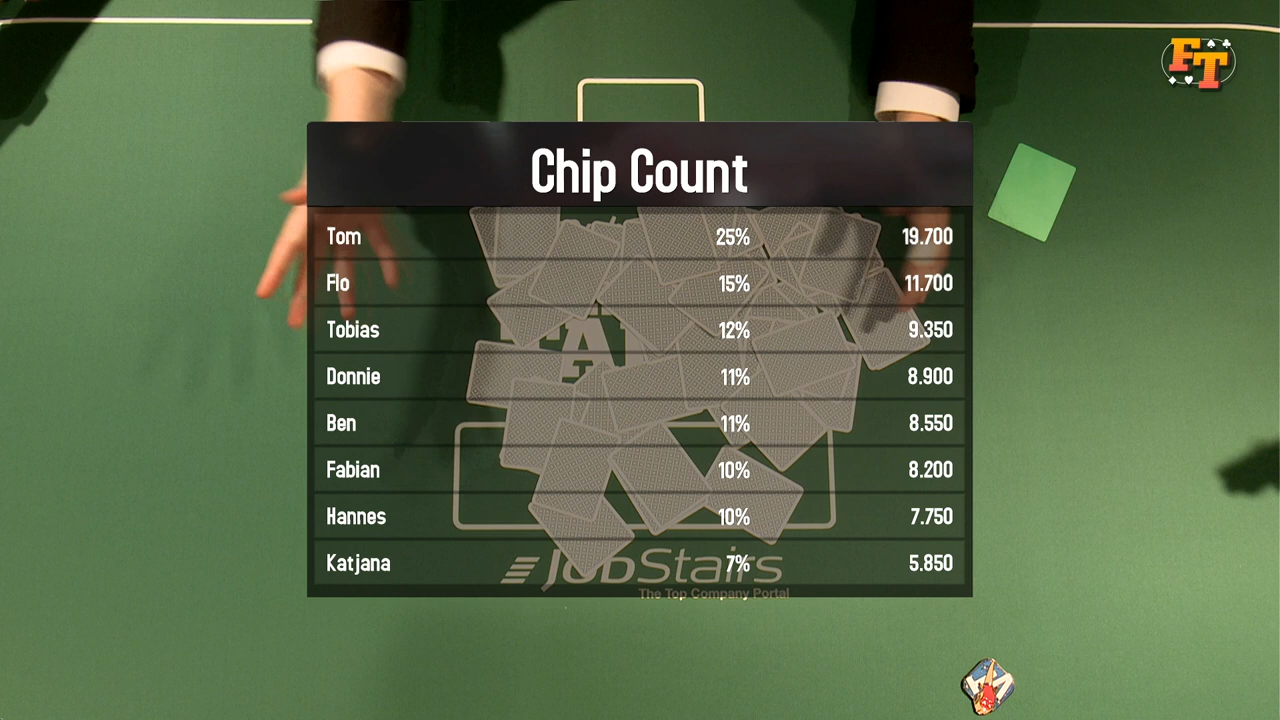 FT
Chip Count
Tom 25% 19.700
Flo 15% 11.700
Tobias 12% 9.350
Donnie 11% 8.900
Ben 11% 8.550
Fabian 10% 8.200
Hannes 10% 7.750
Katjana 7% 5.850
JobStairs
The Top Company Portal